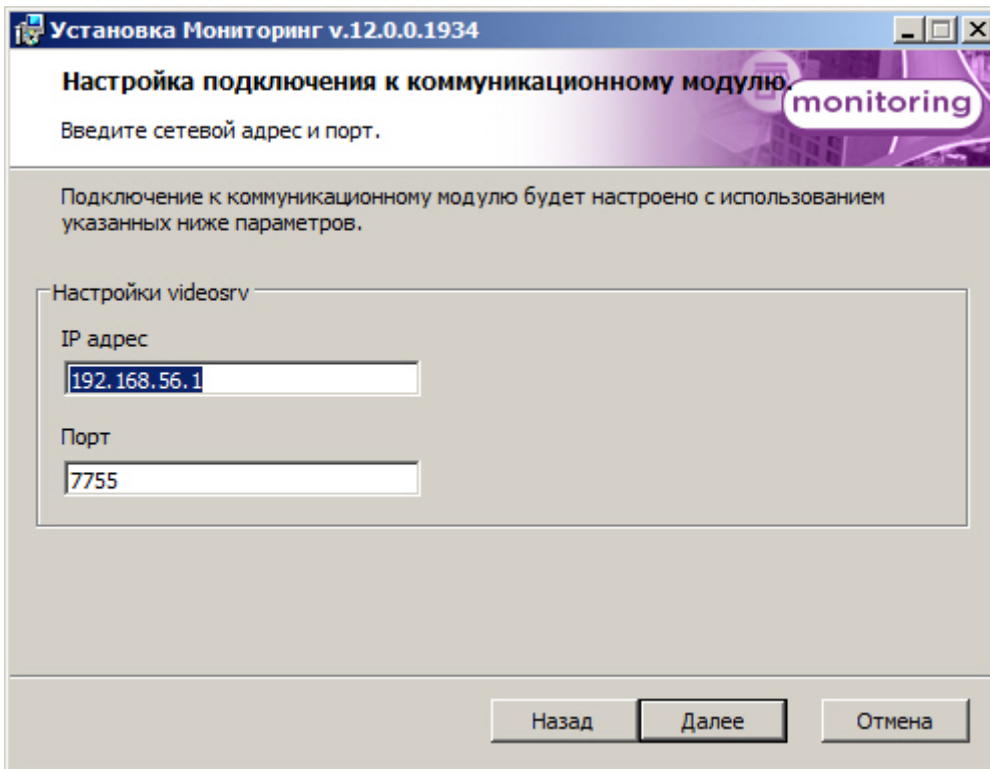 Установка Мониторинг v.12.0.0.1934
Настройка подключения к коммуникационному модулю.
monitoring
Введите сетевой адрес и порт.
Подключение к коммуникационному модулю будет настроено с использованием
указанных ниже параметров.
Настройки videosrv
IP адрес
192.168.56.1
Порт
7755
Назад
Далее
Отмена